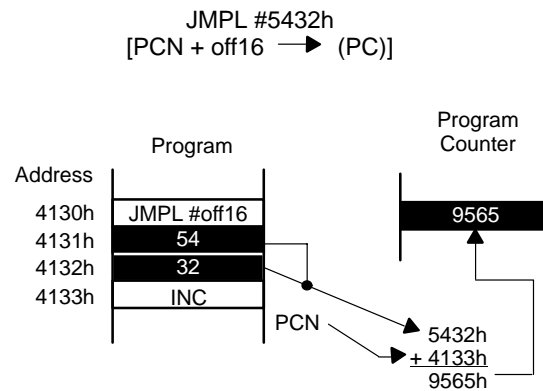 JMPL #5432h
[PCN + off16 → (PC)]
Program
Program
Counter
Address
4130h JMPL #off16
4131h 54
4132h 32
4133h INC
9565
PCN
5432h
+ 4133h
9565h